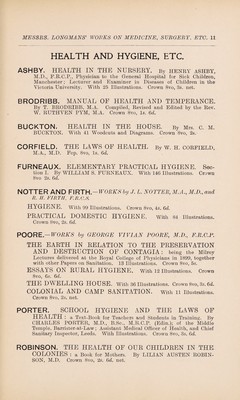 MESSRS. LONGMANS' WORKS ON MEDICINE, SURGERY, ETC. 11
HEALTH AND HYGIENE, ETC.
ASHBY. HEALTH IN THE NURSERY. By HENRY ASHBY,
M.D., F.R.C.P., Physician to the General Hospital for Sick Children,
Manchester; Lecturer and Examiner in Diseases of Children in the
Victoria University. With 25 Illustrations. Crown 8vo, 3s. net.
BRODRIBB. MANUAL OF HEALTH AND TEMPERANCE.
By T. BRODRIBB, M.A. Compiled, Revised and Edited by the Rev.
W. RUTHVEN PYM, M.A. Crown 8vo, 1s. 6d.
BUCKTON. HEALTH IN THE HOUSE. By Mrs. C. M.
BUCKTON. With 41 Woodcuts and Diagrams. Crown 8vo, 2s.
CORFIELD. THE LAWS OF HEALTH. By W. H. CORFIELD,
M.A., M.D. Fcp. 8vo, 1s. 6d.
FURNEAUX. ELEMENTARY PRACTICAL HYGIENE. Sec-
tion I. By WILLIAM S. FURNEAUX. With 146 Illustrations. Crown
8vo, 2s. 6d.
NOTTER AND FIRTH.—WORKS by J. L. NOTTER, M.A., M.D., and
R. H. FIRTH, F.R.C.S.
HYGIENE. With 99 Illustrations. Crown 8vo, 4s. 6d.
PRACTICAL DOMESTIC HYGIENE. With 84 Illustrations.
Crown 8vo, 2s. 6d.
POORE.—WORKS by GEORGE VIVIAN POORE, M.D., F.R.C.P.
THE EARTH IN RELATION TO THE PRESERVATION
AND DESTRUCTION OF CONTAGIA: being the Milroy
Lectures delivered at the Royal College of Physicians in 1899, together
with other Papers on Sanitation. 13 Illustrations. Crown 8vo, 5s.
ESSAYS ON RURAL HYGIENE. With 12 Illustrations. Crown
8vo, 6s. 6d.
THE DWELLING HOUSE. With 36 Illustrations. Crown 8vo, 3s. 6d.
COLONIAL AND CAMP SANITATION. With 11 Illustrations.
Crown 8vo, 2s. net.
PORTER. SCHOOL HYGIENE AND THE LAWS OF
HEALTH: a Text-Book for Teachers and Students in Training. By
CHARLES PORTER, M.D., B.Sc., M.R.C.P. (Edin.); of the Middle
Temple, Barrister-at-Law; Assistant Medical Officer of Health, and Chief
Sanitary Inspector, Leeds. With Illustrations. Crown 8vo, 3s. 6d.
ROBINSON. THE HEALTH OF OUR CHILDREN IN THE
COLONIES: a Book for Mothers. By LILIAN AUSTEN ROBIN-
SON, M.D. Crown 8vo, 2s. 6d. net.